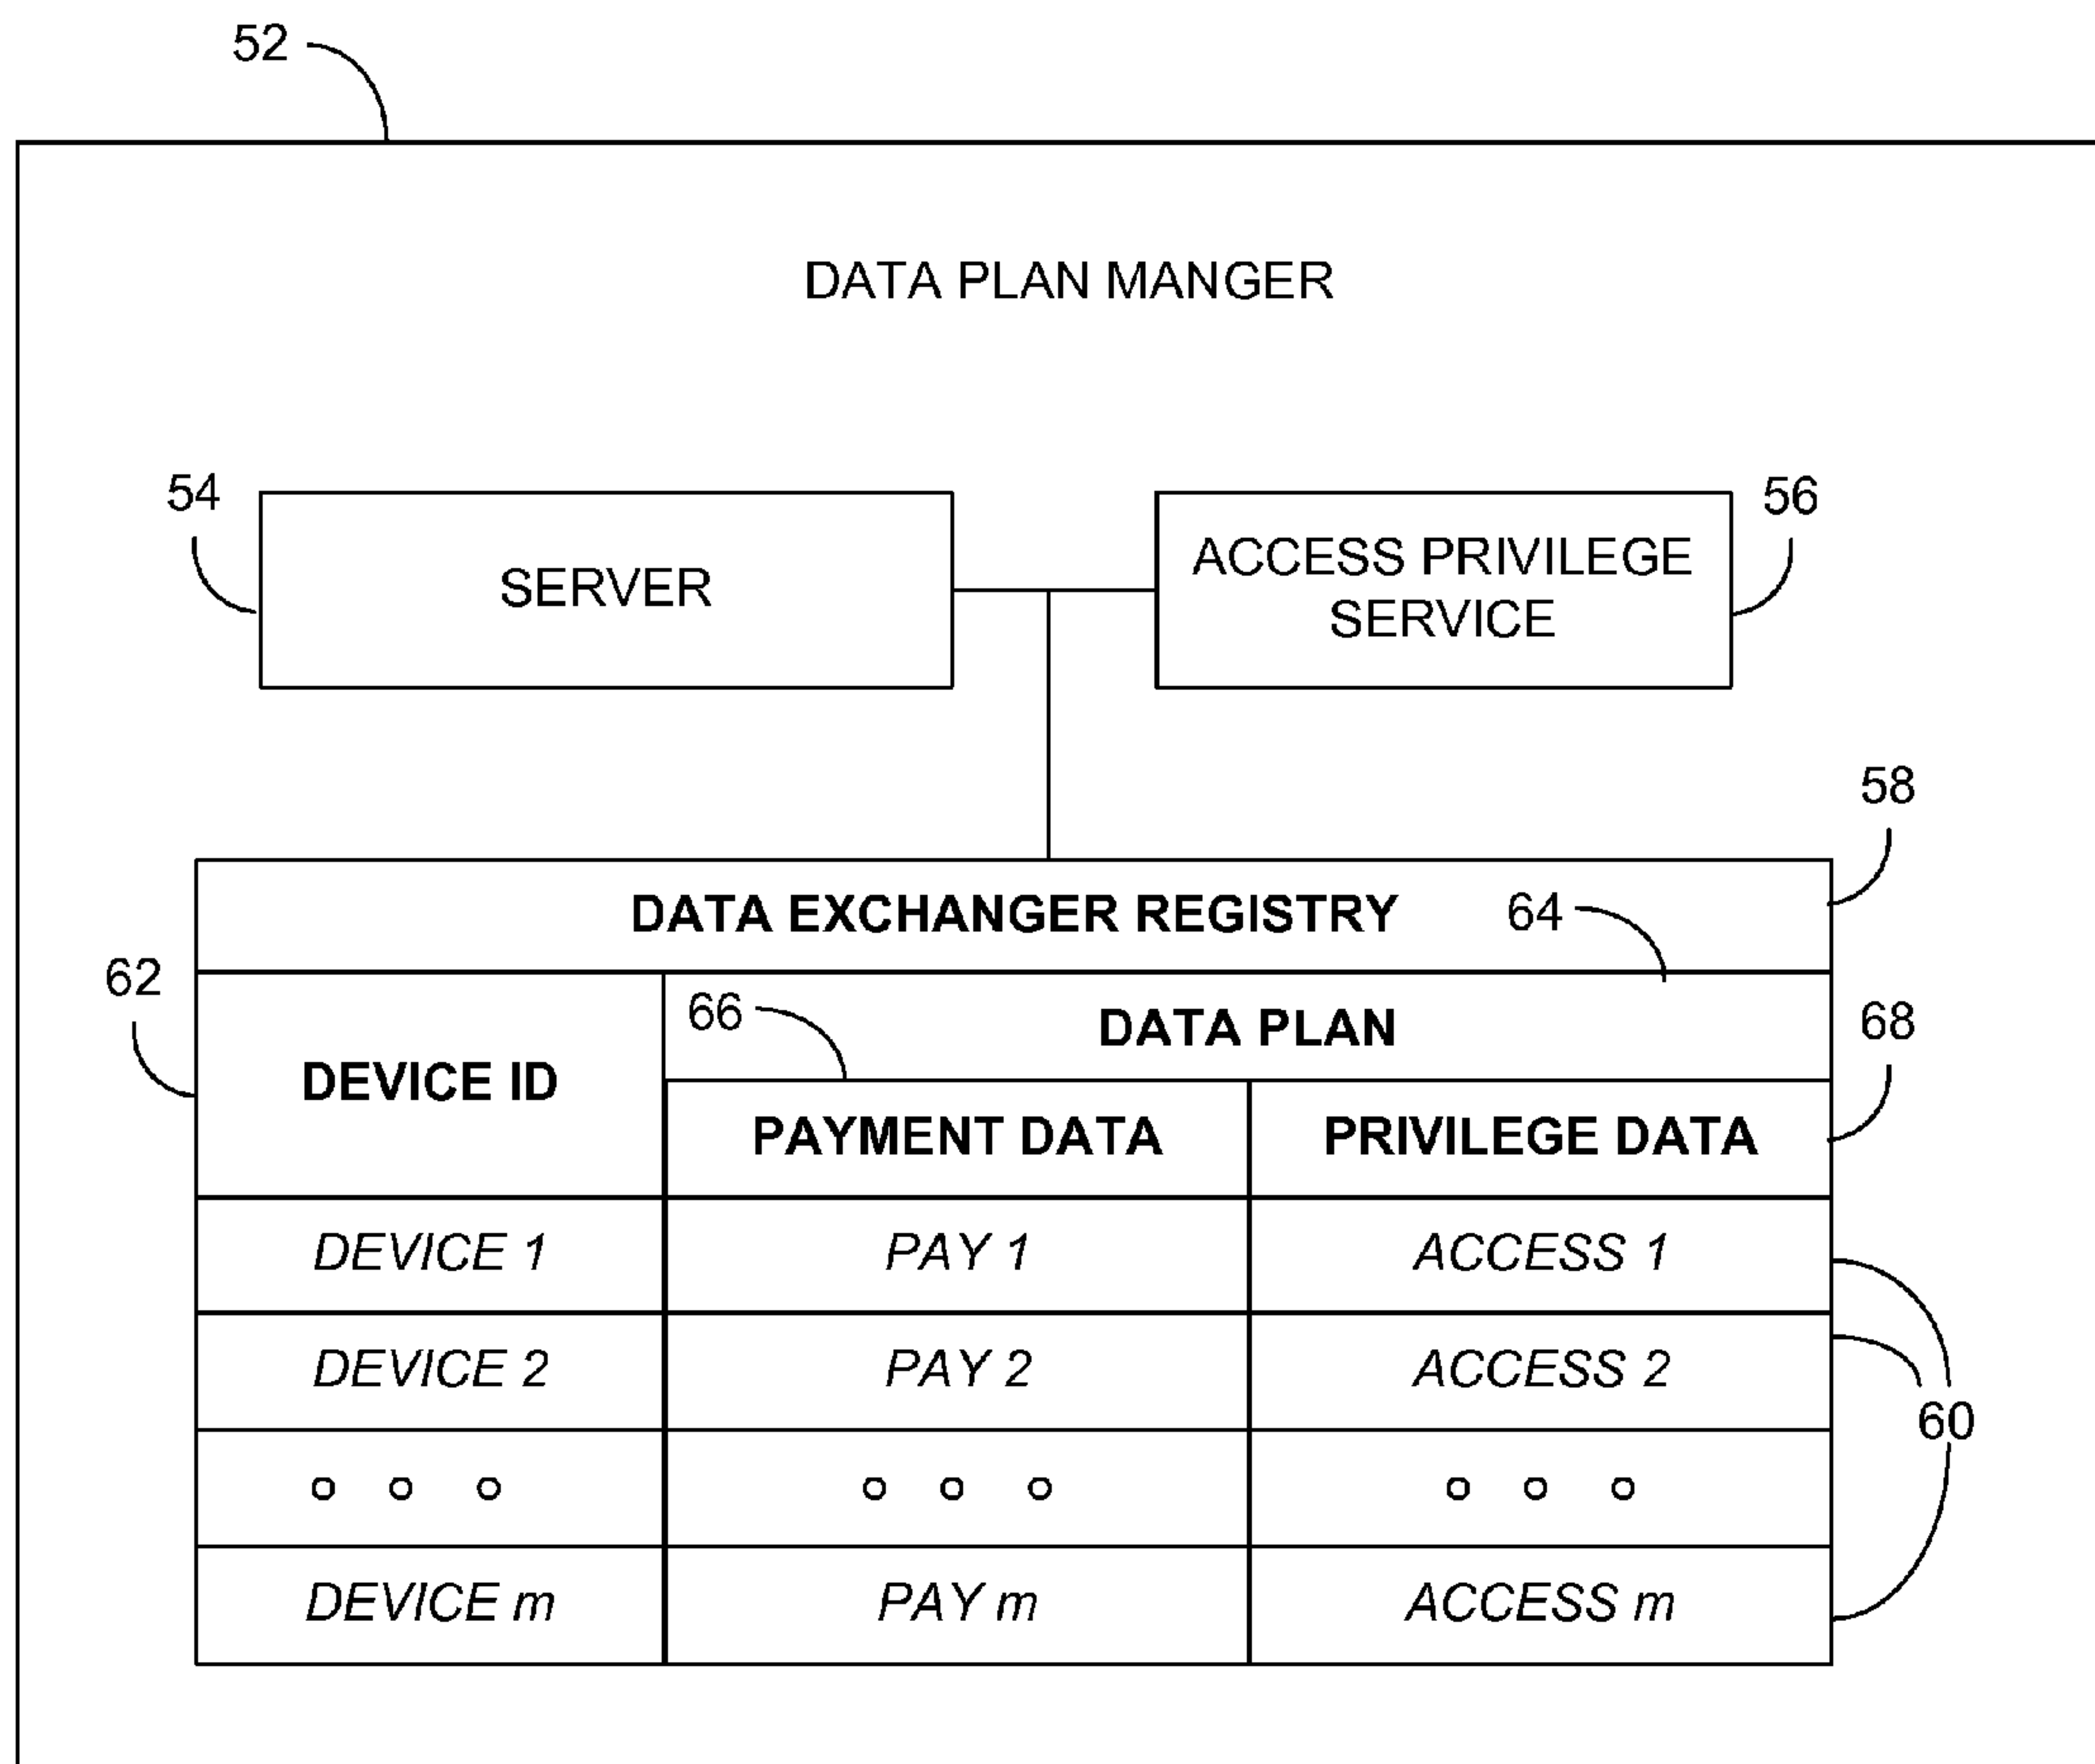 52
DATA PLAN MANGER
54
56
SERVER
ACCESS PRIVILEGE
SERVICE
58
DATA EXCHANGER REGISTRY
64
62
66
DATA PLAN
68
DEVICE ID
PAYMENT DATA
PRIVILEGE DATA
DEVICE 1
PAY 1
ACCESS 1
DEVICE 2
PAY 2
ACCESS 2
60
DEVICE m
PAY m
ACCESS m